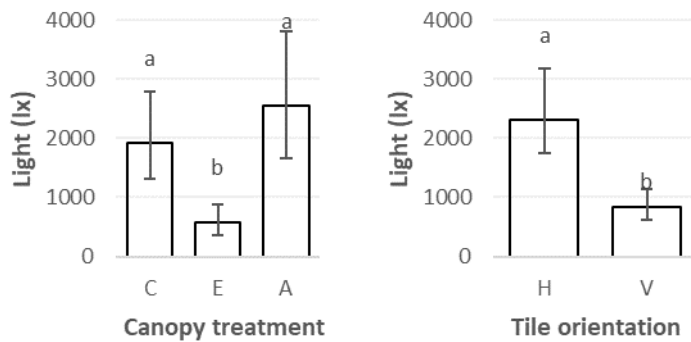 Light (lx)
4000
3000
2000
1000
0
a
b
a
C E A
Canopy treatment
Light (lx)
4000
3000
2000
1000
0
a
b
H V
Tile orientation